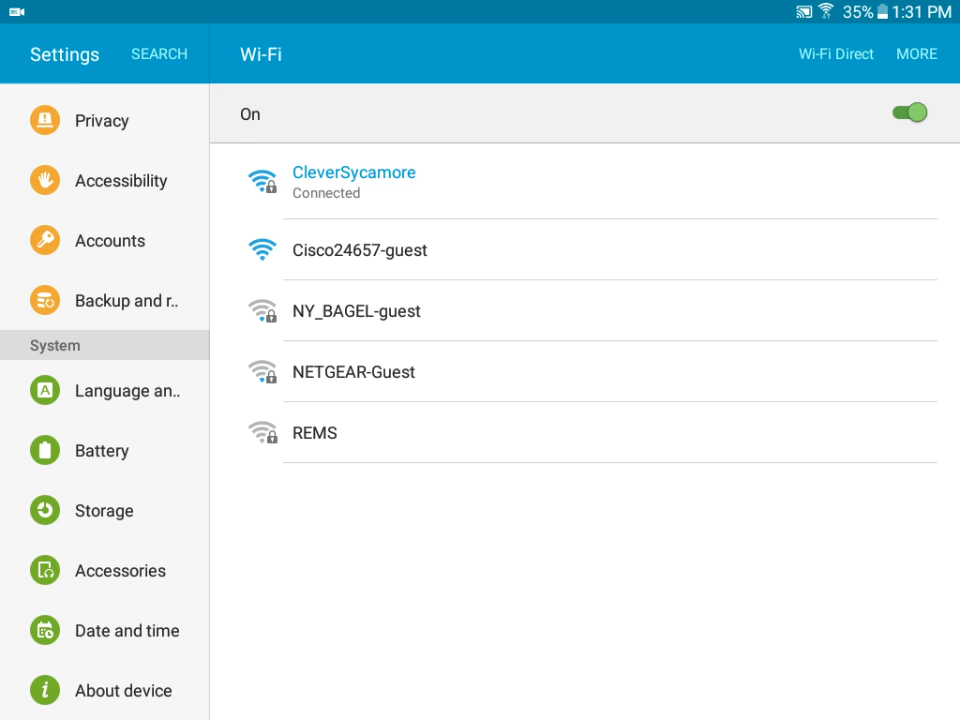 35% 1:31 PM
Settings SEARCH Wi-Fi Wi-Fi Direct MORE
On
Privacy
Accessibility
Accounts
Backup and r..
System
Language an..
Battery
Storage
Accessories
Date and time
About device
CleverSycamore
Connected
Cisco24657-guest
NY_BAGEL-guest
NETGEAR-Guest
REMS